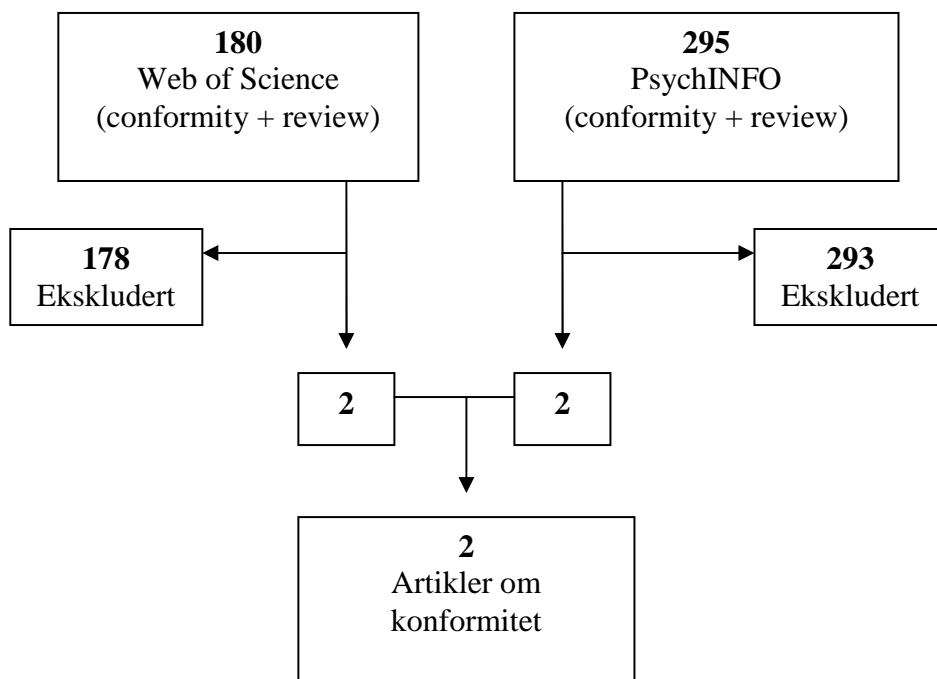 180
Web of Science
(conformity + review)
295
PsychINFO
(conformity + review)
178
Ekskludert
293
Ekskludert
2
2
2
Artikler om
konformitet